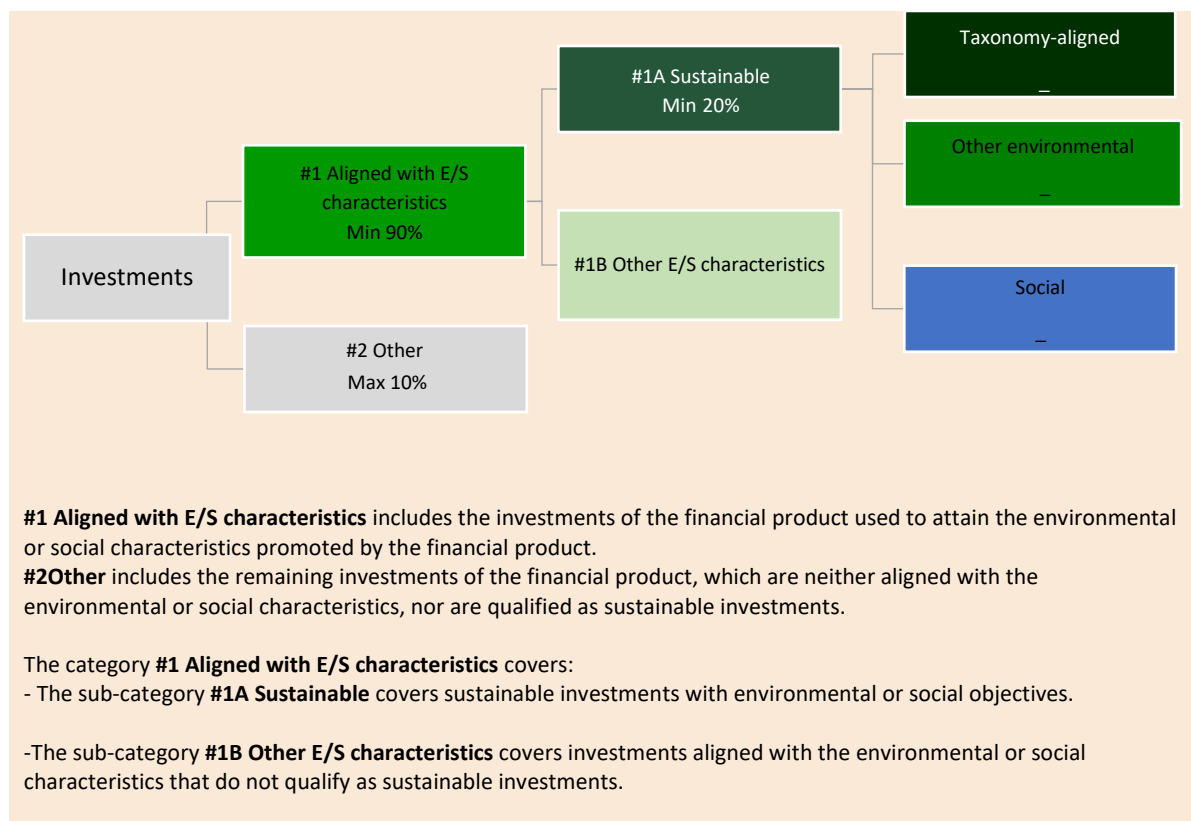 Taxonomy-aligned
_
#1A Sustainable
Min 20%
Other environmental
_
#1 Aligned with E/S
characteristics
Min 90%
#1B Other E/S characteristics
Investments
Social
_
#2 Other
Max 10%
#1 Aligned with E/S characteristics includes the investments of the financial product used to attain the environmental
or social characteristics promoted by the financial product.
#2Other includes the remaining investments of the financial product, which are neither aligned with the
environmental or social characteristics, nor are qualified as sustainable investments.
The category #1 Aligned with E/S characteristics covers:
- The sub-category #1A Sustainable covers sustainable investments with environmental or social objectives.
-The sub-category #1B Other E/S characteristics covers investments aligned with the environmental or social
characteristics that do not qualify as sustainable investments.